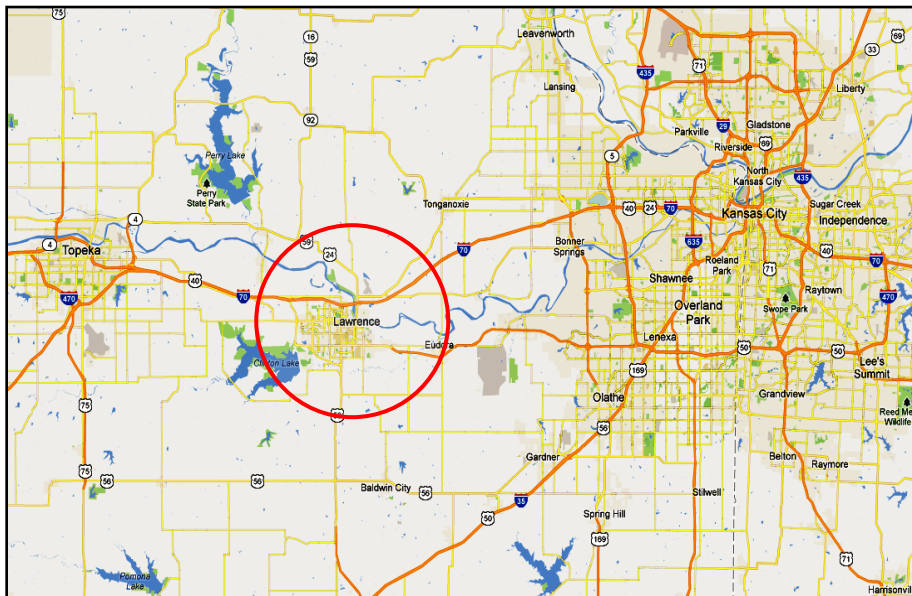 75
Leavenworth
69
16
33
59
71
435
Lansing
Liberty
92
29
Gladstone
Parkville
69
Riverside
Perry Lake
5
North
Kansas City
435
Perry
State Park
Tonganoxie
40
24
70
Kansas City
Sugar Creek
Independence
4
4
Topeka
59
24
70
Bonner
Springs
635
Roeland
Park
40
70
40
70
Shawnee
71
Raytown
470
470
Overland
Park
Swope Park
Lawrence
Eudora
Lenexa
50
50
Lee's
Summit
Clinton Lake
169
Grandview
Olathe
75
59
56
Reed Me
Wildlife
Gardner
Belton
Raymore
75
56
56
Baldwin City
56
Stilwell
35
50
Spring Hill
169
71
Pomona
Lake
Harrisonvil